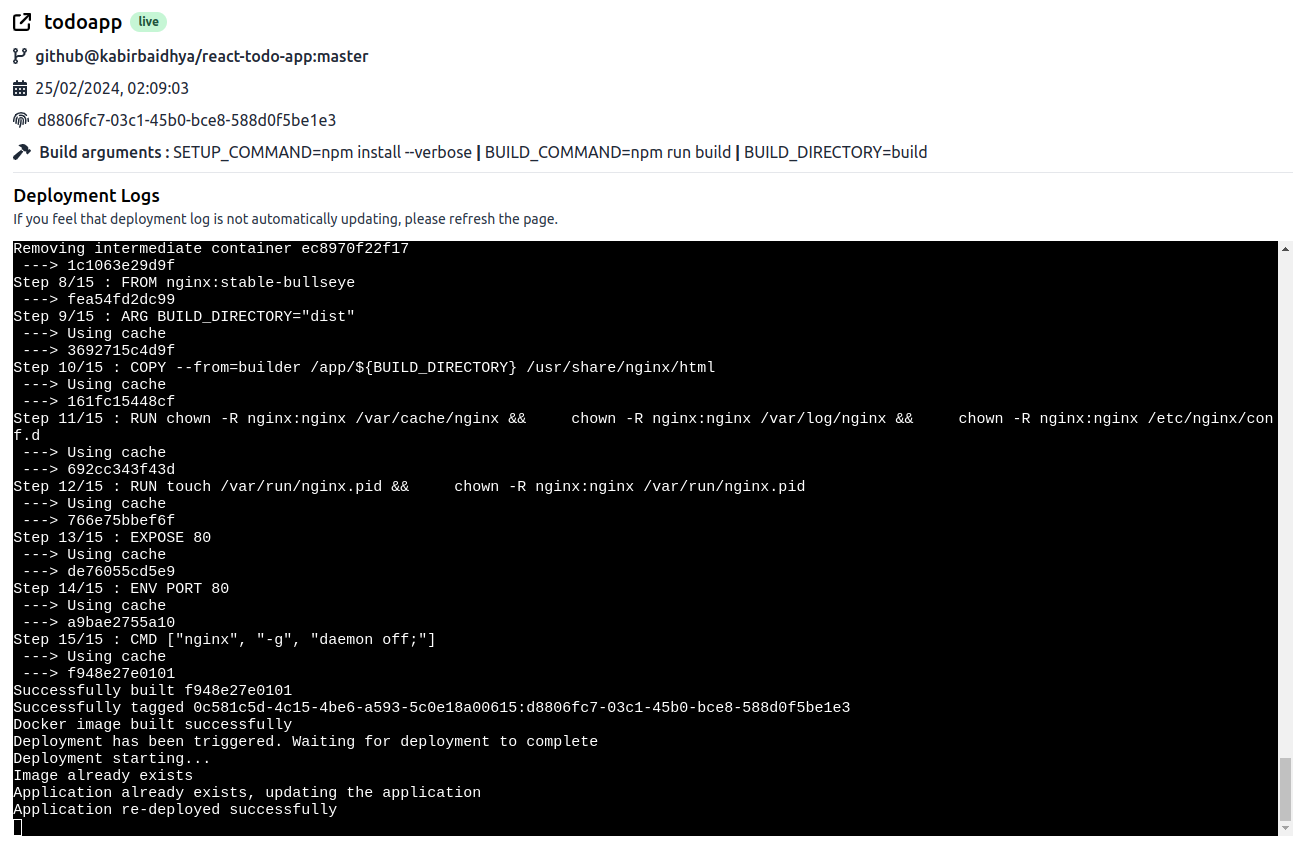 todoapp live
github@kabirbaidhya/react-todo-app:master
25/02/2024, 02:09:03
d8806fc7-03c1-45b0-bce8-588d0f5be1e3
Build arguments : SETUP_COMMAND=npm install --verbose | BUILD_COMMAND=npm run build | BUILD_DIRECTORY=build
Deployment Logs
If you feel that deployment log is not automatically updating, please refresh the page.
Removing intermediate container ec8970f22f17
 ---> 1c1063e29d9f
Step 8/15 : FROM nginx:stable-bullseye
 ---> fea54fd2dc99
Step 9/15 : ARG BUILD_DIRECTORY="dist"
 ---> Using cache
 ---> 3692715c4d9f
Step 10/15 : COPY --from=builder /app/${BUILD_DIRECTORY} /usr/share/nginx/html
 ---> Using cache
 ---> 161fc15448cf
Step 11/15 : RUN chown -R nginx:nginx /var/cache/nginx &&     chown -R nginx:nginx /var/log/nginx &&     chown -R nginx:nginx /etc/nginx/con
f.d
 ---> Using cache
 ---> 692cc343f43d
Step 12/15 : RUN touch /var/run/nginx.pid &&     chown -R nginx:nginx /var/run/nginx.pid
 ---> Using cache
 ---> 766e75bbef6f
Step 13/15 : EXPOSE 80
 ---> Using cache
 ---> de76055cd5e9
Step 14/15 : ENV PORT 80
 ---> Using cache
 ---> a9bae2755a10
Step 15/15 : CMD ["nginx", "-g", "daemon off;"]
 ---> Using cache
 ---> f948e27e0101
Successfully built f948e27e0101
Successfully tagged 0c581c5d-4c15-4be6-a593-5c0e18a00615:d8806fc7-03c1-45b0-bce8-588d0f5be1e3
Docker image built successfully
Deployment has been triggered. Waiting for deployment to complete
Deployment starting...
Image already exists
Application already exists, updating the application
Application re-deployed successfully